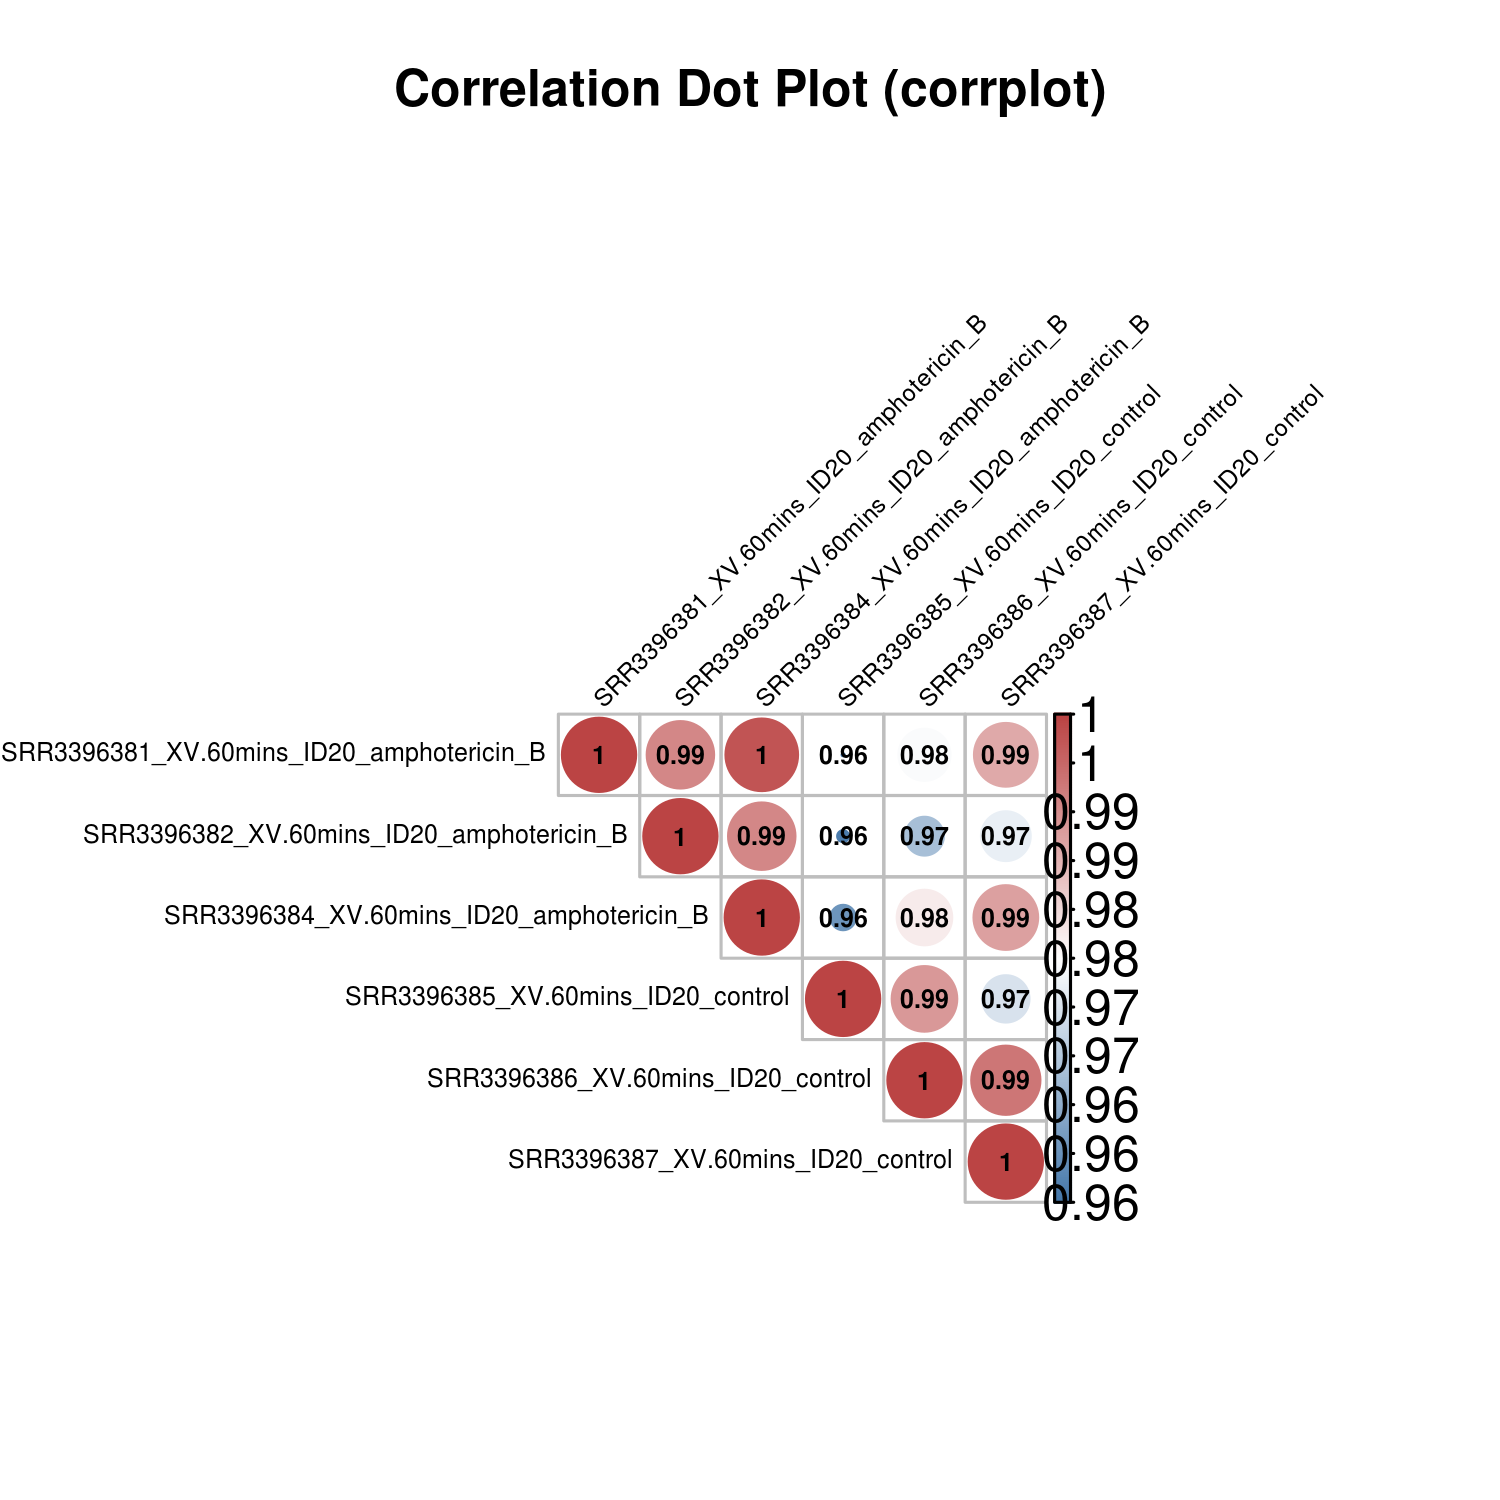 Correlation Dot Plot (corrplot)
SRR3396381_XV.60mins_ID20_amphotericin_B
SRR3396382_XV.60mins_ID20_amphotericin_B
SRR3396384_XV.60mins_ID20_amphotericin_B
SRR3396385_XV.60mins_ID20_control
SRR3396386_XV.60mins_ID20_control
SRR3396387_XV.60mins_ID20_control
SRR3396381_XV.60mins_ID20_amphotericin_B 1 0.99 1 0.96 0.98 0.99
SRR3396382_XV.60mins_ID20_amphotericin_B 1 0.99 0.96 0.97 0.97
SRR3396384_XV.60mins_ID20_amphotericin_B 1 0.96 0.98 0.99
SRR3396385_XV.60mins_ID20_control 1 0.99 0.97
SRR3396386_XV.60mins_ID20_control 1 0.99
SRR3396387_XV.60mins_ID20_control 1
1
1
0.99
0.99
0.98
0.98
0.97
0.97
0.96
0.96
0.96